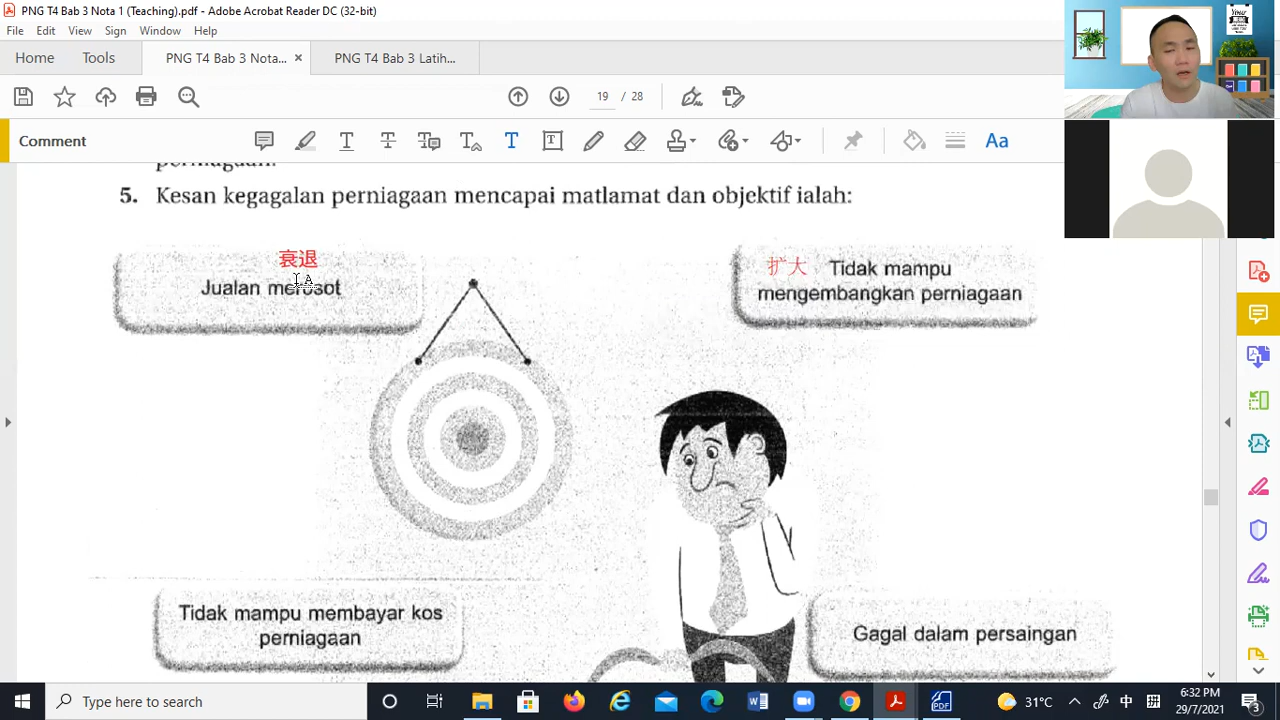 PNG T4 Bab 3 Nota 1 (Teaching).pdf - Adobe Acrobat Reader DC (32-bit)
File Edit View Sign Window Help
Home Tools PNG T4 Bab 3 Nota... × PNG T4 Bab 3 Latih...
19 / 28
Comment
Aa
perniagaan.
5. Kesan kegagalan perniagaan mencapai matlamat dan objektif ialah:
衰退
Jualan merosot
扩大 Tidak mampu
mengembangkan perniagaan
Tidak mampu membayar kos
perniagaan
Gagal dalam persaingan
Type here to search
31°C
中
拼
6:32 PM
29/7/2021
3